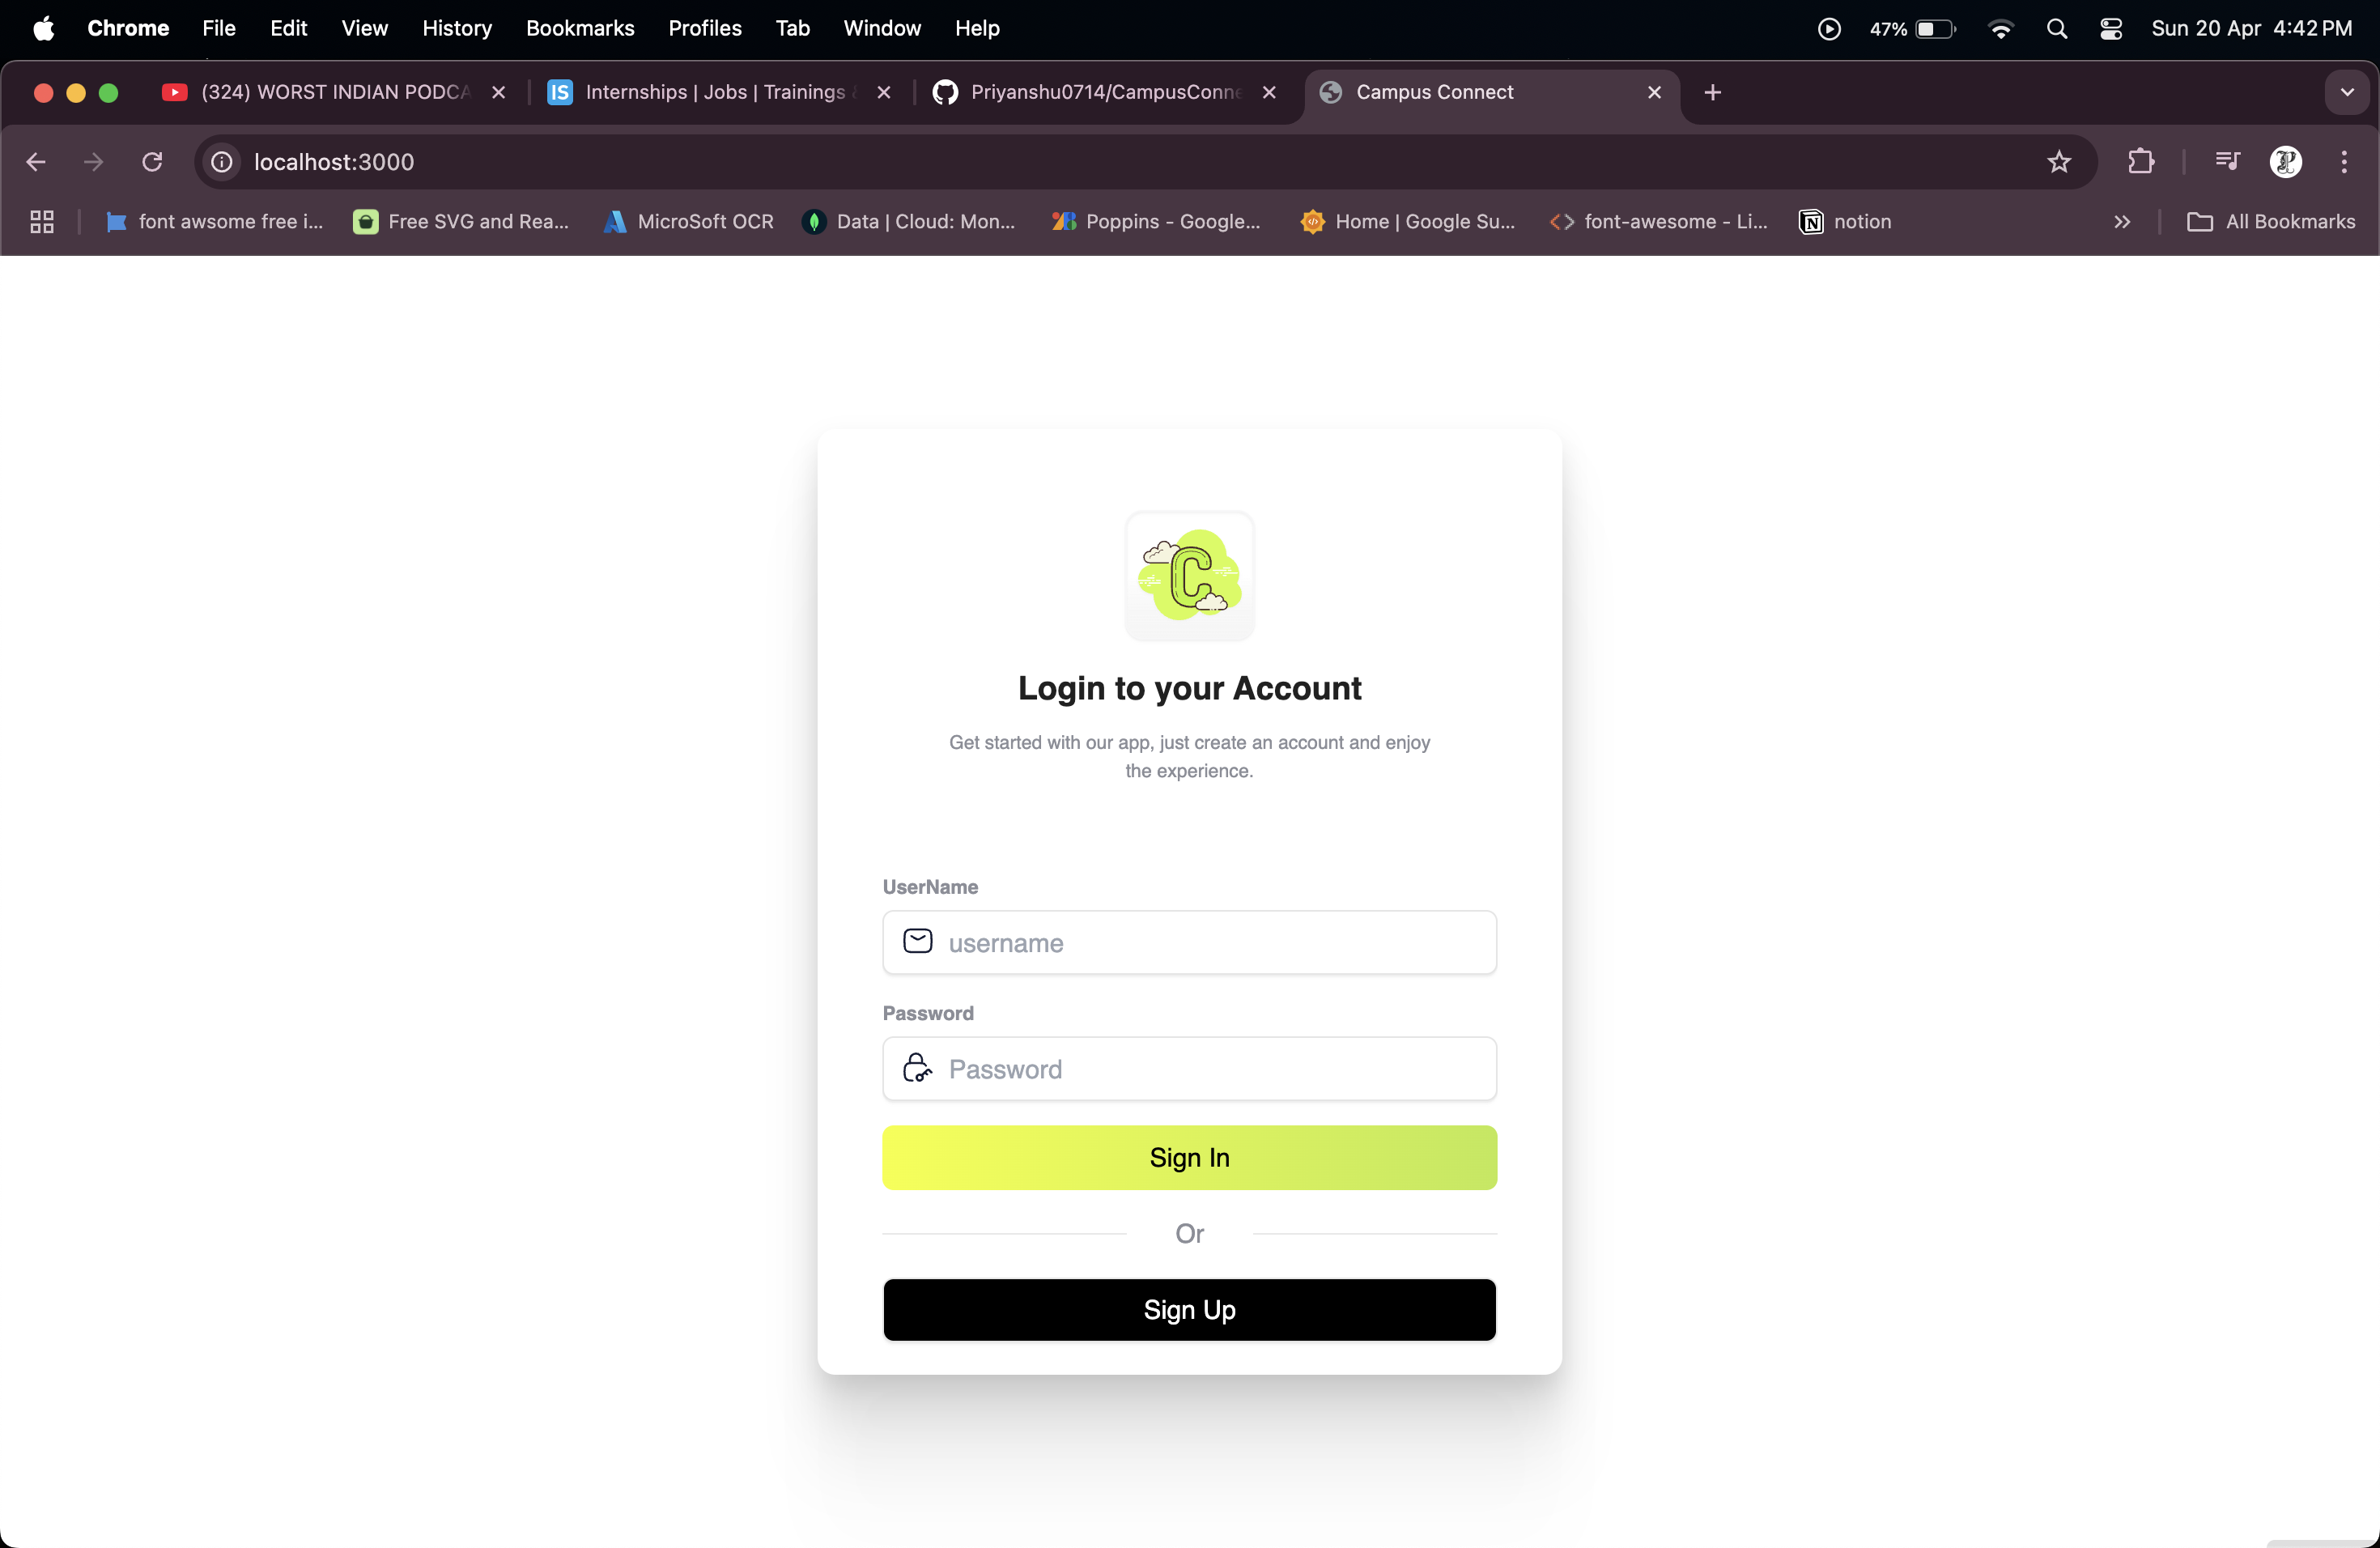 Chrome File Edit View History Bookmarks Profiles Tab Window Help 47% Sun 20 Apr 4:42 PM
(324) WORST INDIAN PODCA IS Internships | Jobs | Trainings Priyanshu0714/CampusConne Campus Connect
localhost:3000
font awsome free i... Free SVG and Rea... MicroSoft OCR Data | Cloud: Mon... Poppins - Google... Home | Google Su... font-awesome - Li... notion All Bookmarks
C
Login to your Account
Get started with our app, just create an account and enjoy
the experience.
UserName
username
Password
Password
Sign In
Or
Sign Up